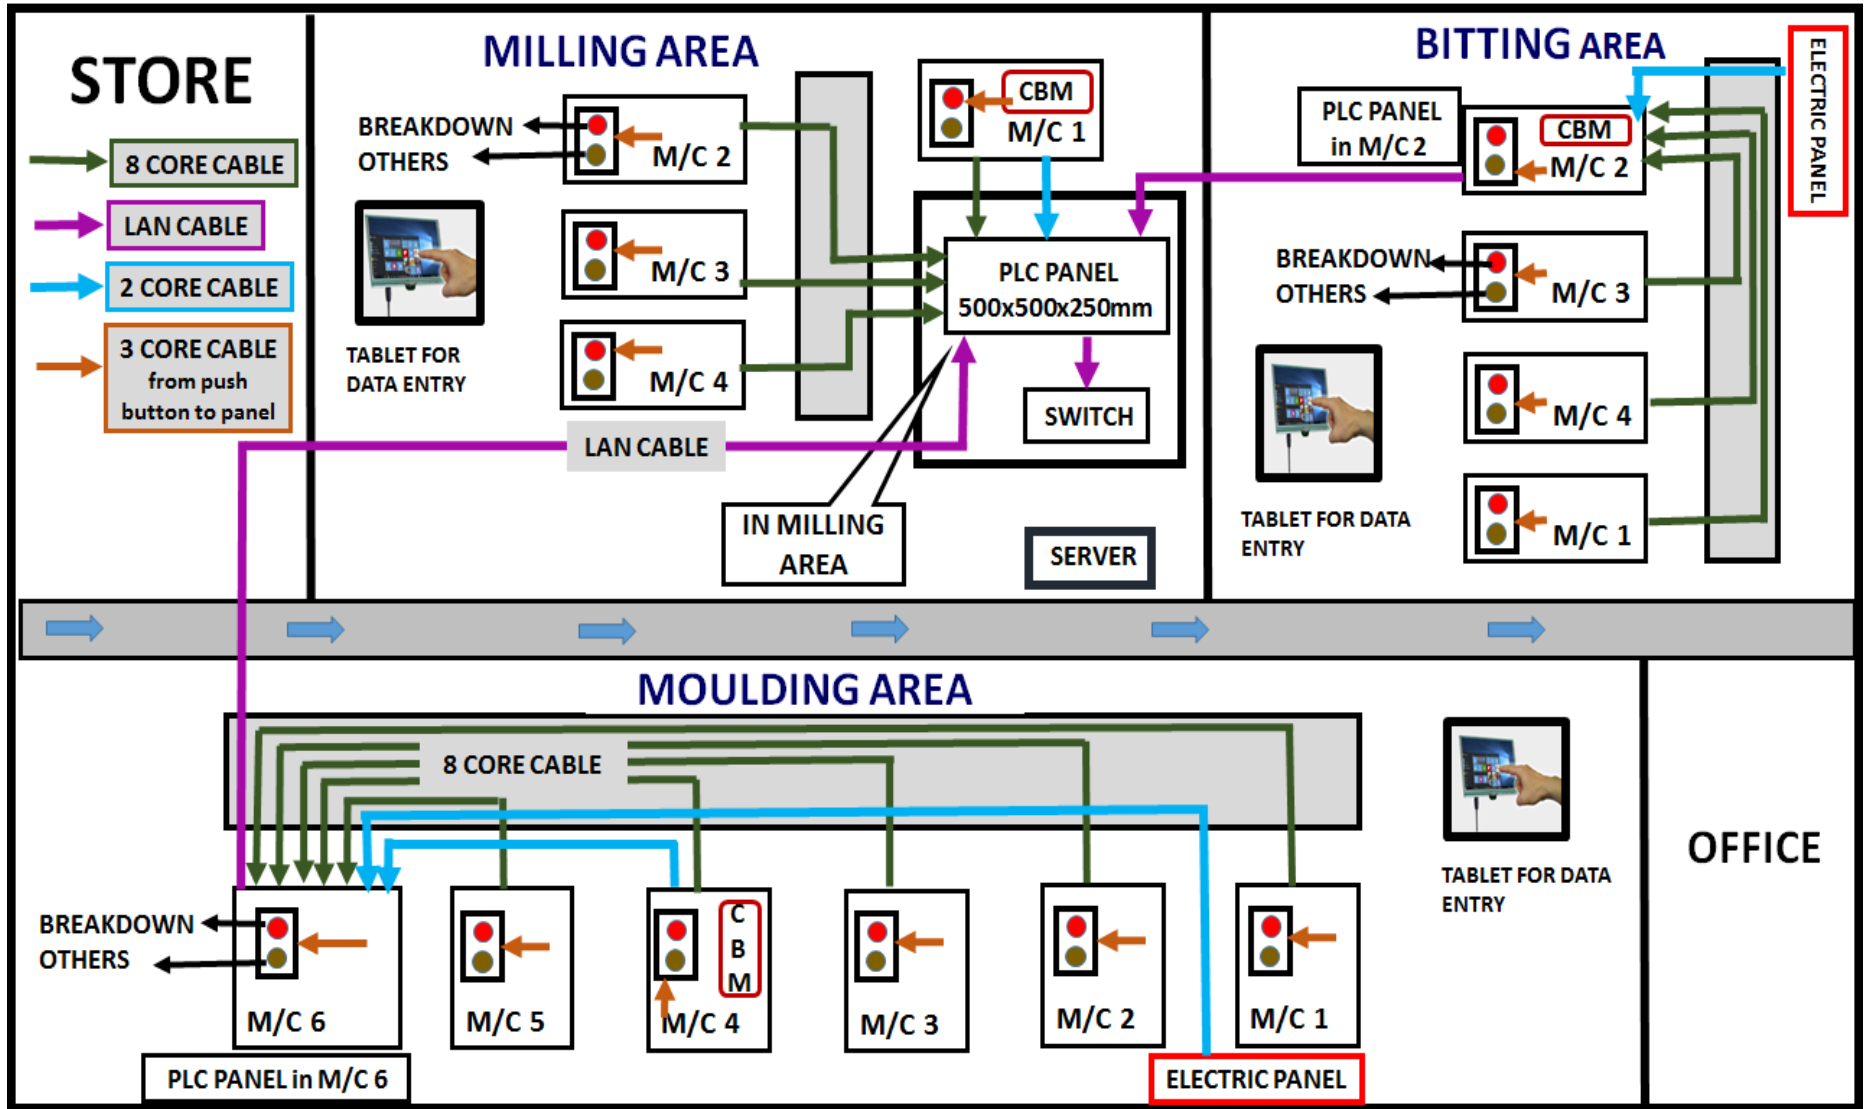 STORE
8 CORE CABLE
LAN CABLE
2 CORE CABLE
3 CORE CABLE
from push
button to panel
MILLING AREA
BREAKDOWN
OTHERS
M/C 2
M/C 3
M/C 4
TABLET FOR
DATA ENTRY
CBM
M/C 1
PLC PANEL
500x500x250mm
SWITCH
LAN CABLE
IN MILLING
AREA
SERVER
BITTING AREA
ELECTRIC PANEL
PLC PANEL
in M/C 2
CBM
M/C 2
BREAKDOWN
OTHERS
M/C 3
M/C 4
M/C 1
TABLET FOR DATA
ENTRY
MOULDING AREA
8 CORE CABLE
BREAKDOWN
OTHERS
M/C 6
M/C 5
C
B
M
M/C 4
M/C 3
M/C 2
M/C 1
PLC PANEL in M/C 6
ELECTRIC PANEL
TABLET FOR DATA
ENTRY
OFFICE